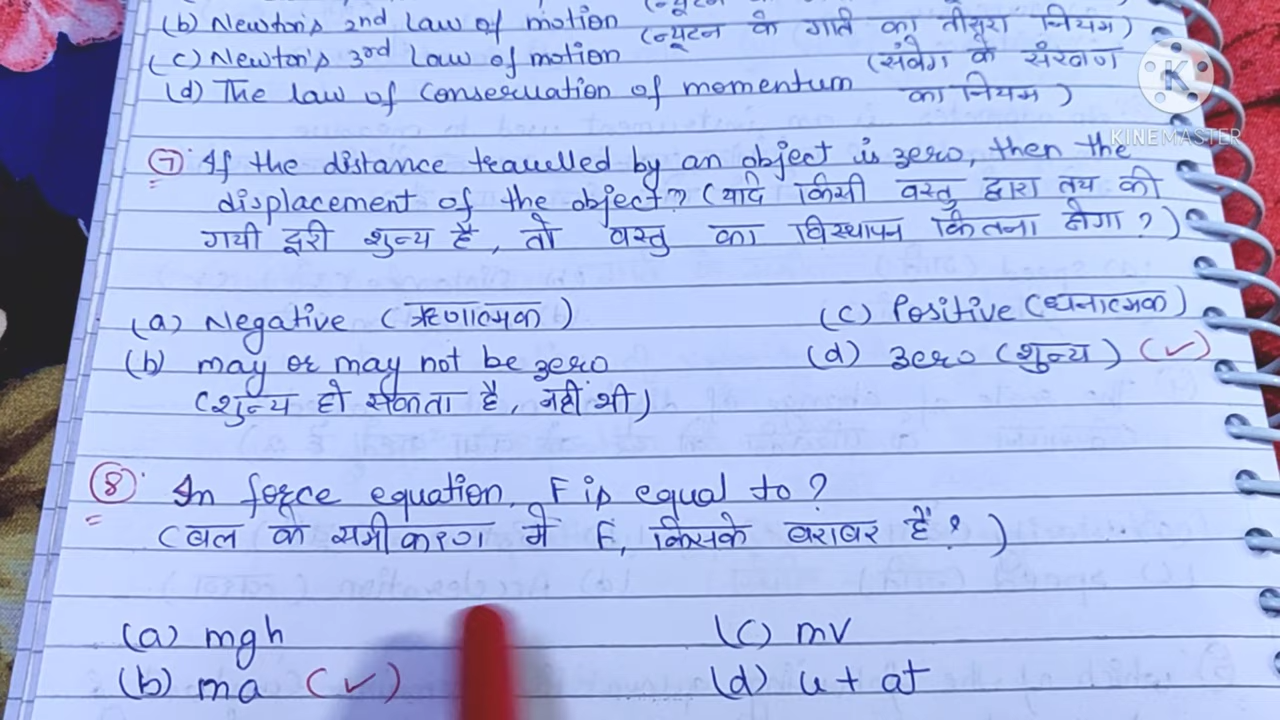 (b) Newton's 2nd law of motion (न्यूटन के गति का तीसरा नियम)
(c) Newton's 3rd law of motion (संवेग के संरक्षण
(d) The law of conservation of momentum का नियम)
KINEMASTER
⑦ If the distance travelled by an object is zero, then the
displacement of the object? (यदि किसी वस्तु द्वारा तय की
गयी दूरी शुन्य है, तो वस्तु का विस्थापन कितना होगा?)
(a) Negative (ऋणात्मक) (c) Positive (धनात्मक)
(b) may or may not be zero (d) zero (शुन्य) (✓)
(शुन्य हो सकता है, नहीं भी)
⑧ In force equation, F is equal to?
(बल के समीकरण में F, किसके बराबर है?)
(a) mgh (c) mv
(b) ma (✓) (d) u + at